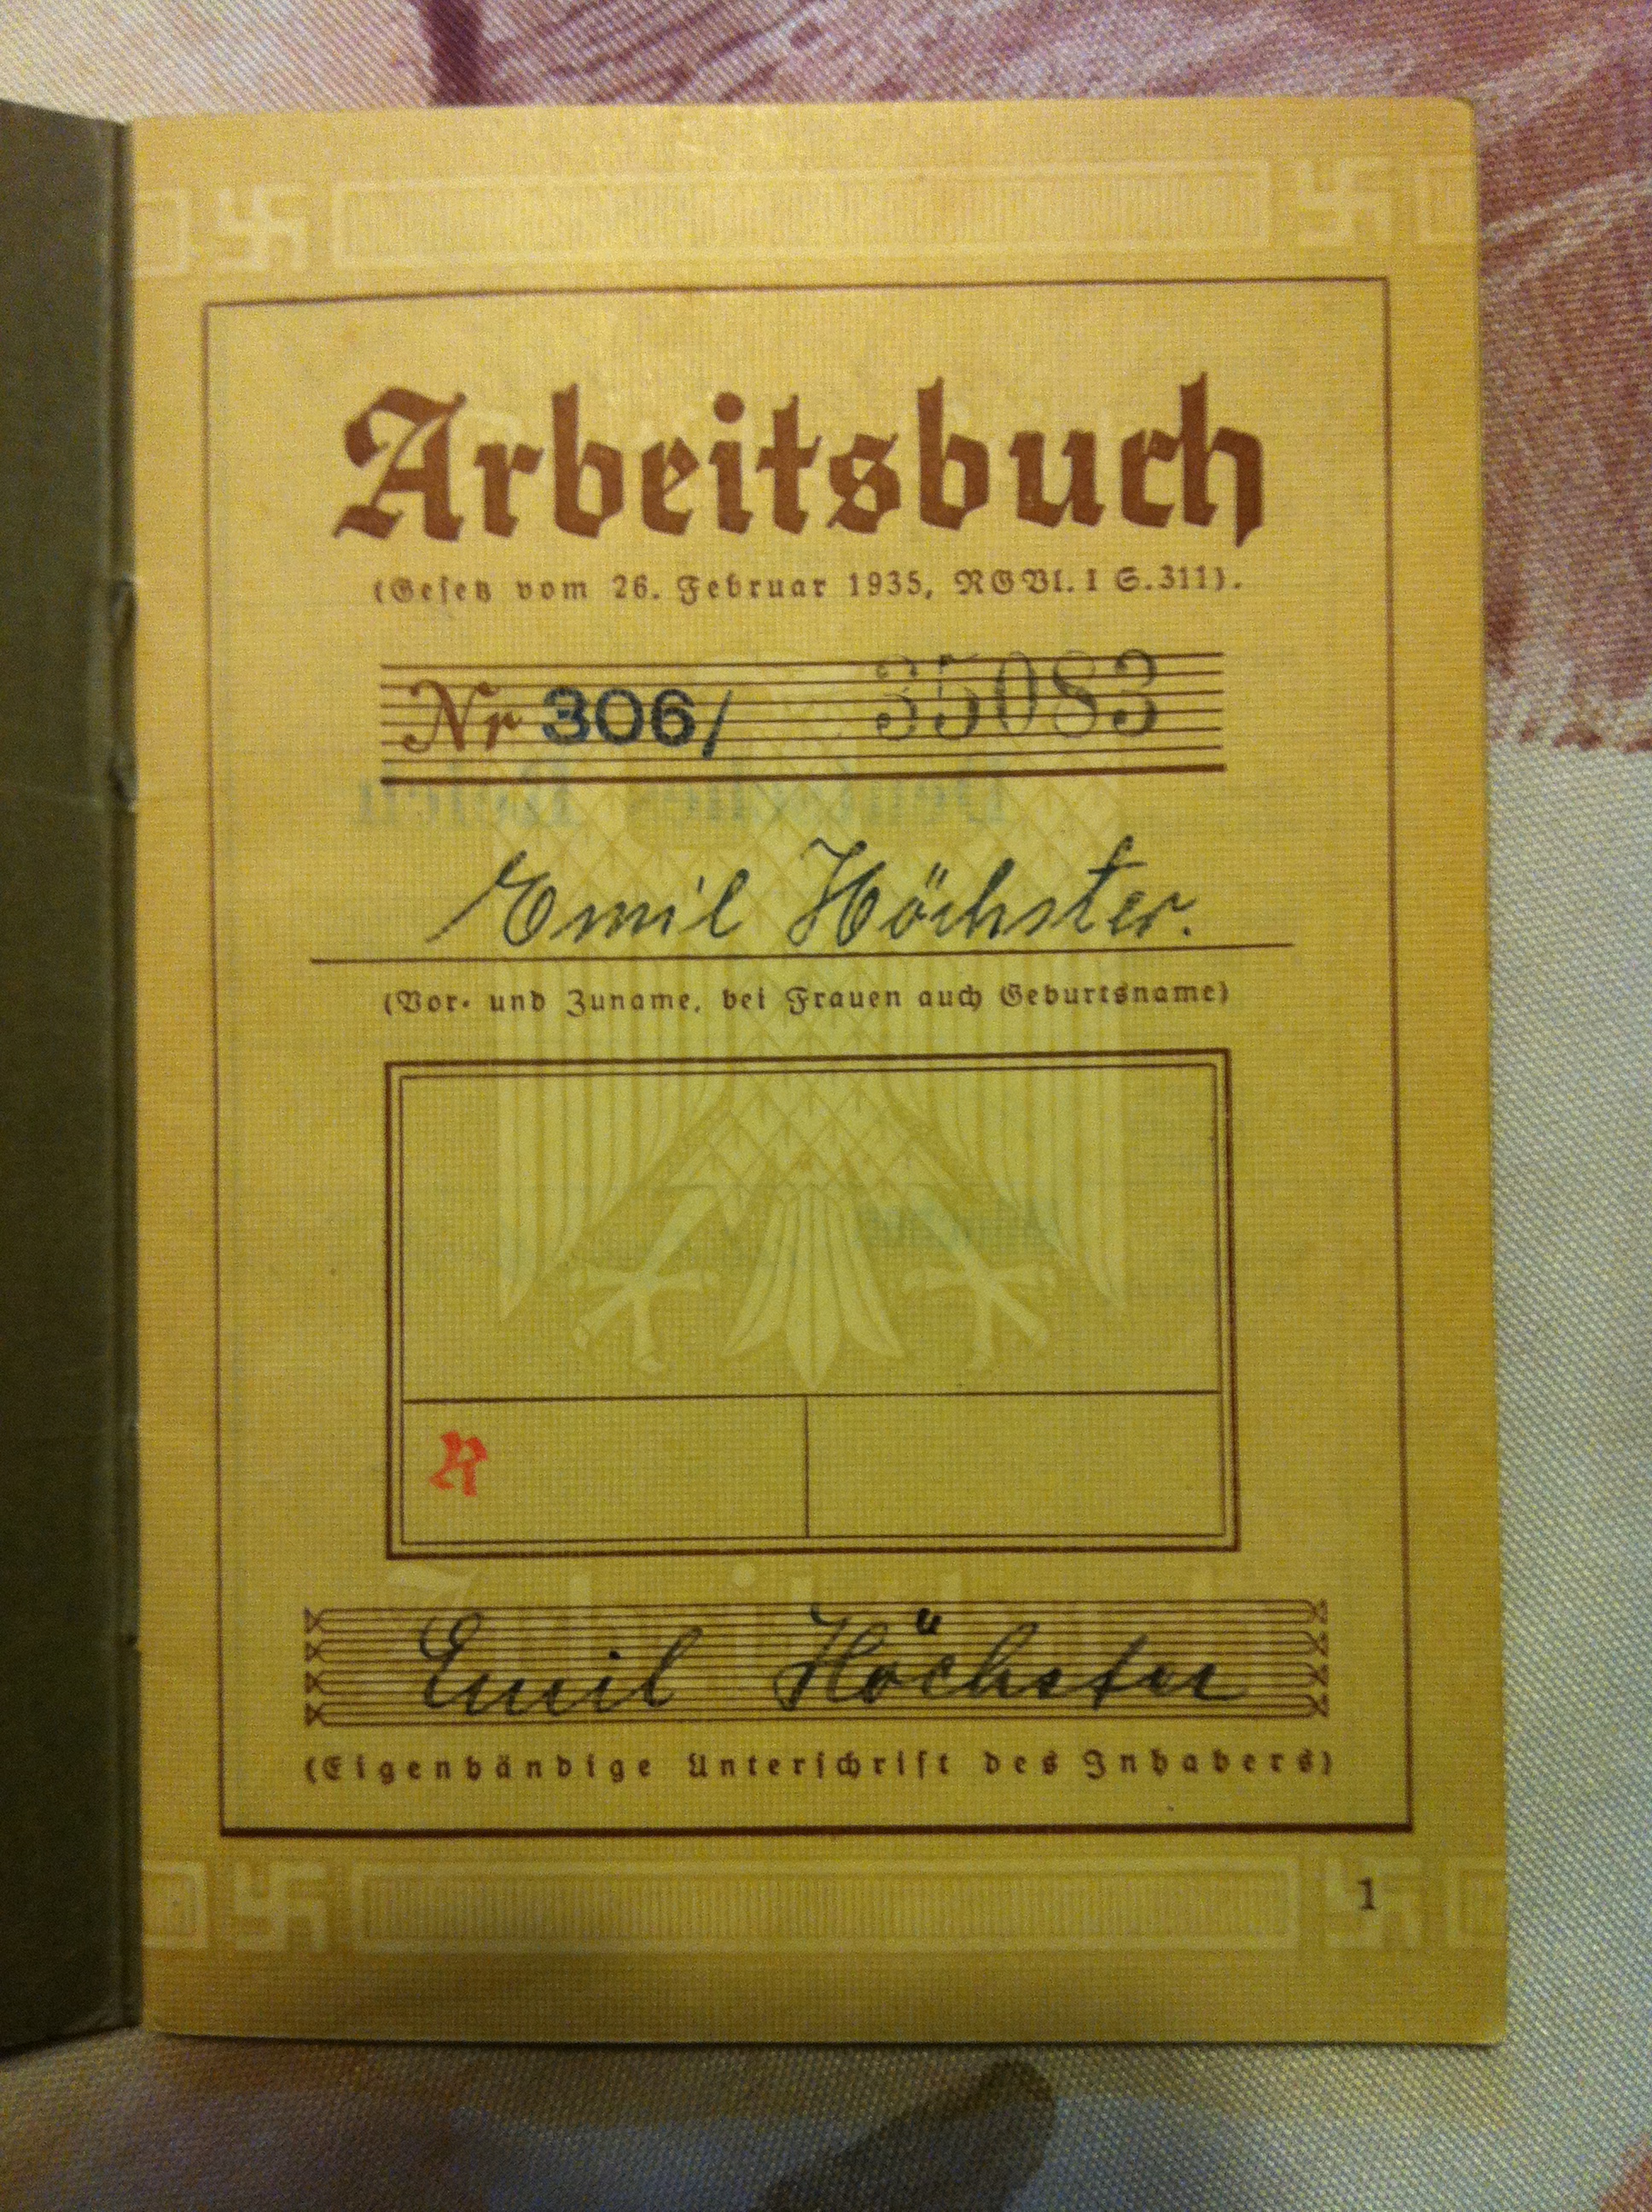 Arbeitsbuch
(Gesetz vom 26. Februar 1935, RGBl. I S. 311).
Nr 306/ 35083
Emil Höchster.
(Vor- und Zuname, bei Frauen auch Geburtsname)
R
Emil Höchster
(Eigenhändige Unterschrift des Inhabers)
1